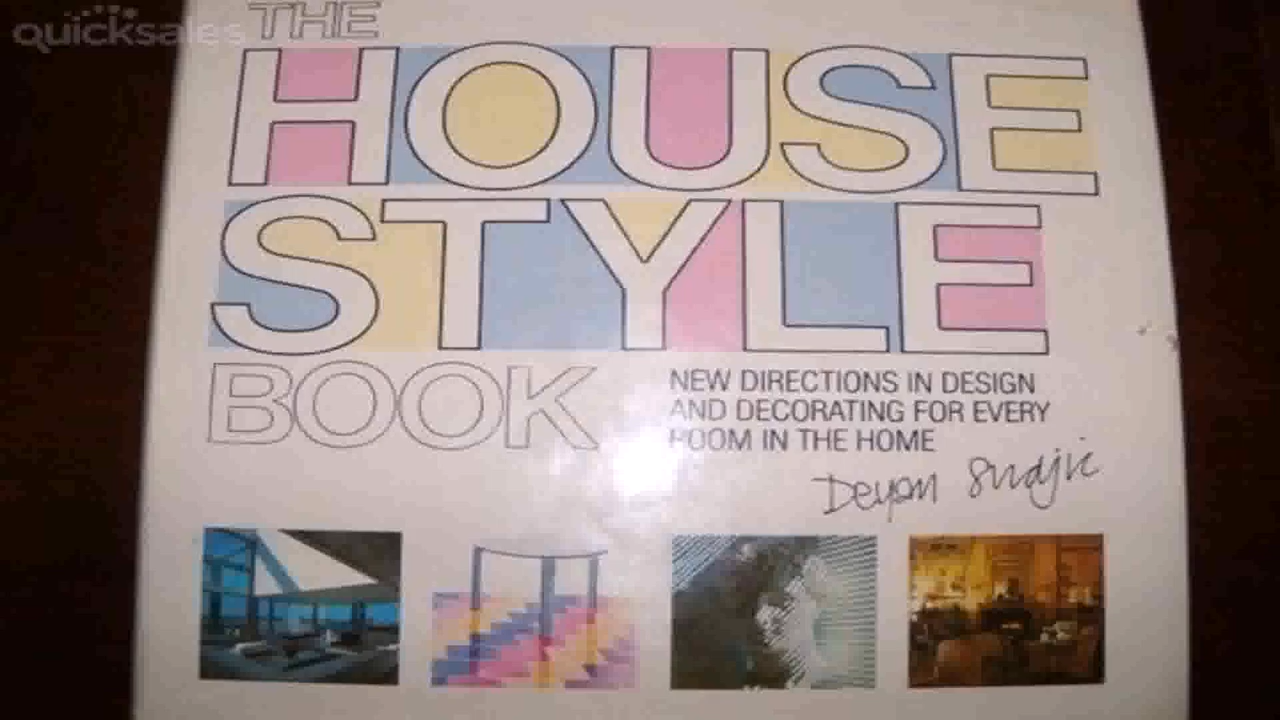 quicksales
THE
HOUSE
STYLE
BOOK
NEW DIRECTIONS IN DESIGN
AND DECORATING FOR EVERY
ROOM IN THE HOME
Deyan Sudjic